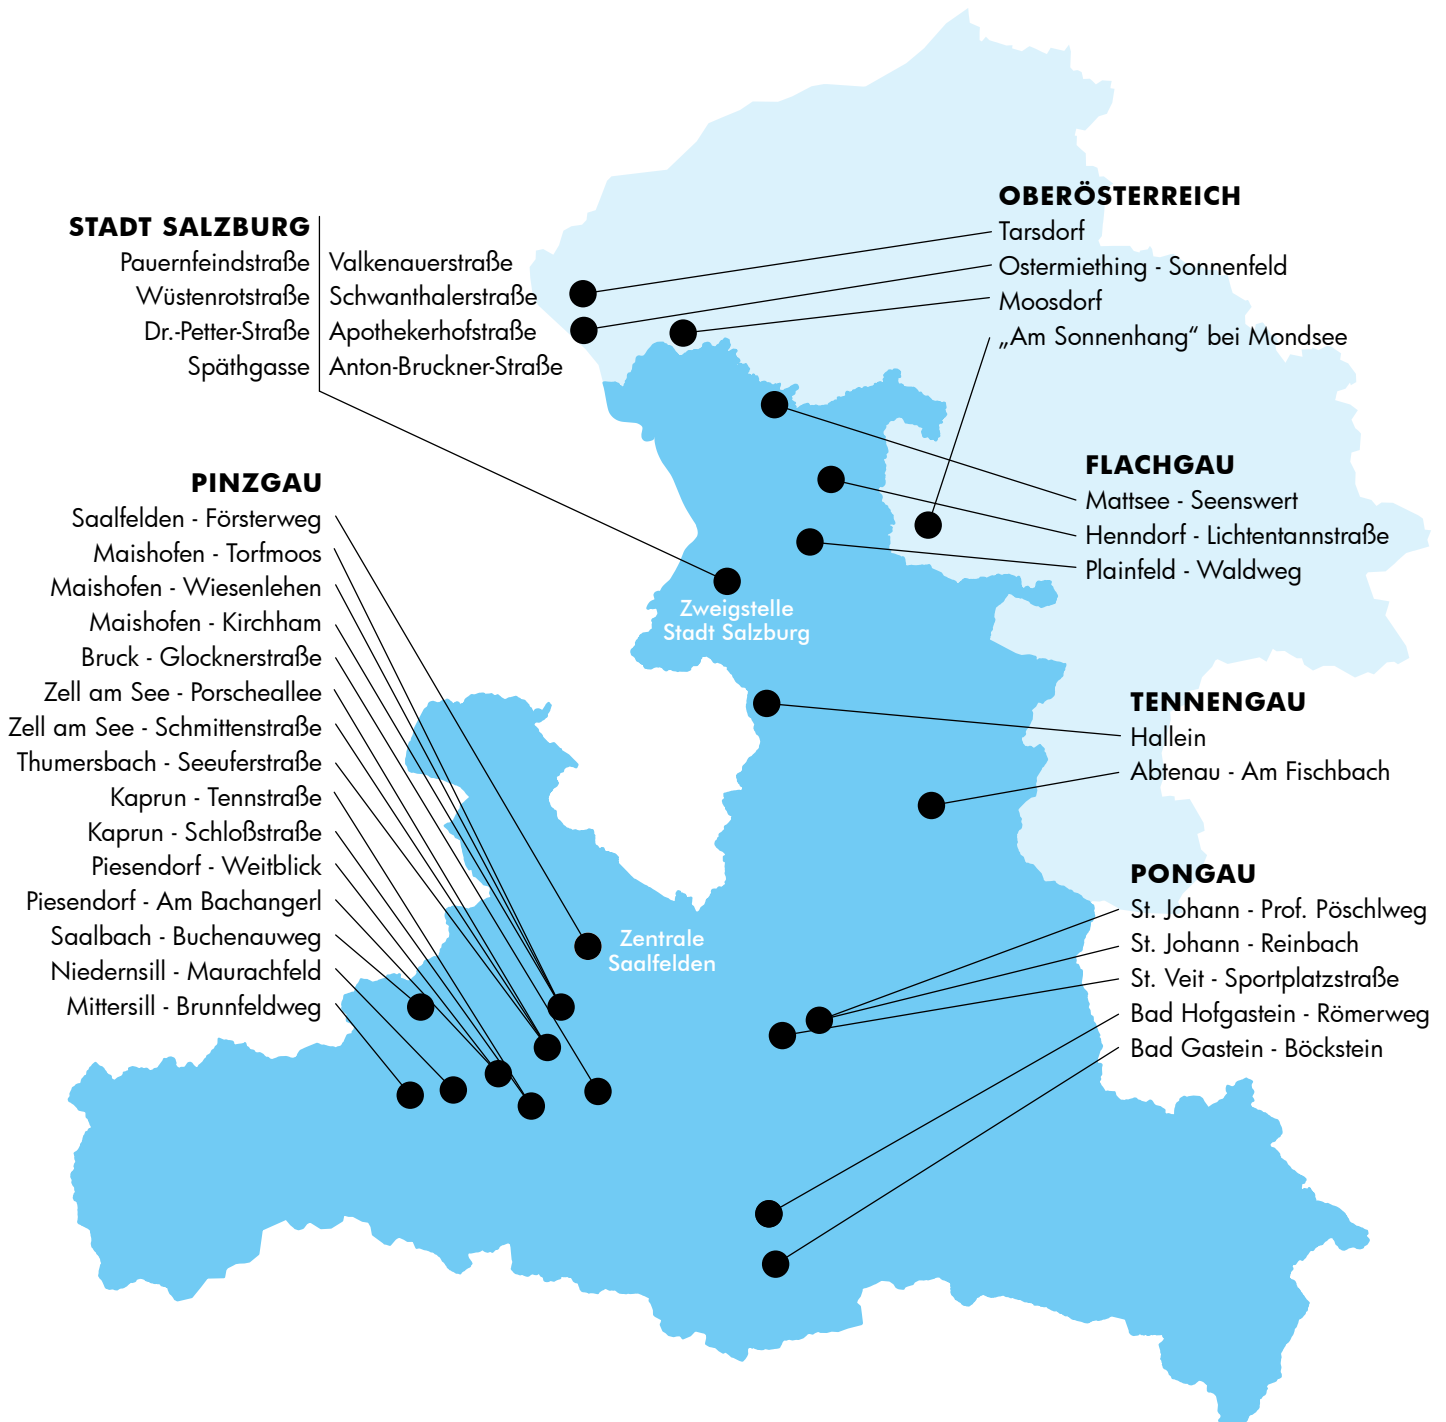 OBERÖSTERREICH
Tarsdorf
Ostermiething - Sonnenfeld
Moosdorf
„Am Sonnenhang“ bei Mondsee
STADT SALZBURG
Pauernfeindstraße
Wüstenrotstraße
Dr.-Petter-Straße
Späthgasse
Valkenauerstraße
Schwanthalerstraße
Apothekerhofstraße
Anton-Bruckner-Straße
FLACHGAU
Mattsee - Seenswert
Henndorf - Lichtentannstraße
Plainfeld - Waldweg
PINZGAU
Saalfelden - Försterweg
Maishofen - Torfmoos
Maishofen - Wiesenlehen
Maishofen - Kirchham
Bruck - Glocknerstraße
Zell am See - Porscheallee
Zell am See - Schmittenstraße
Thumersbach - Seeuferstraße
Kaprun - Tennstraße
Kaprun - Schloßstraße
Piesendorf - Weitblick
Piesendorf - Am Bachangerl
Saalbach - Buchenauweg
Niedernsill - Maurachfeld
Mittersill - Brunnfeldweg
Zweigstelle
Stadt Salzburg
TENNENGAU
Hallein
Abtenau - Am Fischbach
PONGAU
St. Johann - Prof. Pöschlweg
St. Johann - Reinbach
St. Veit - Sportplatzstraße
Bad Hofgastein - Römerweg
Bad Gastein - Böckstein
Zentrale
Saalfelden